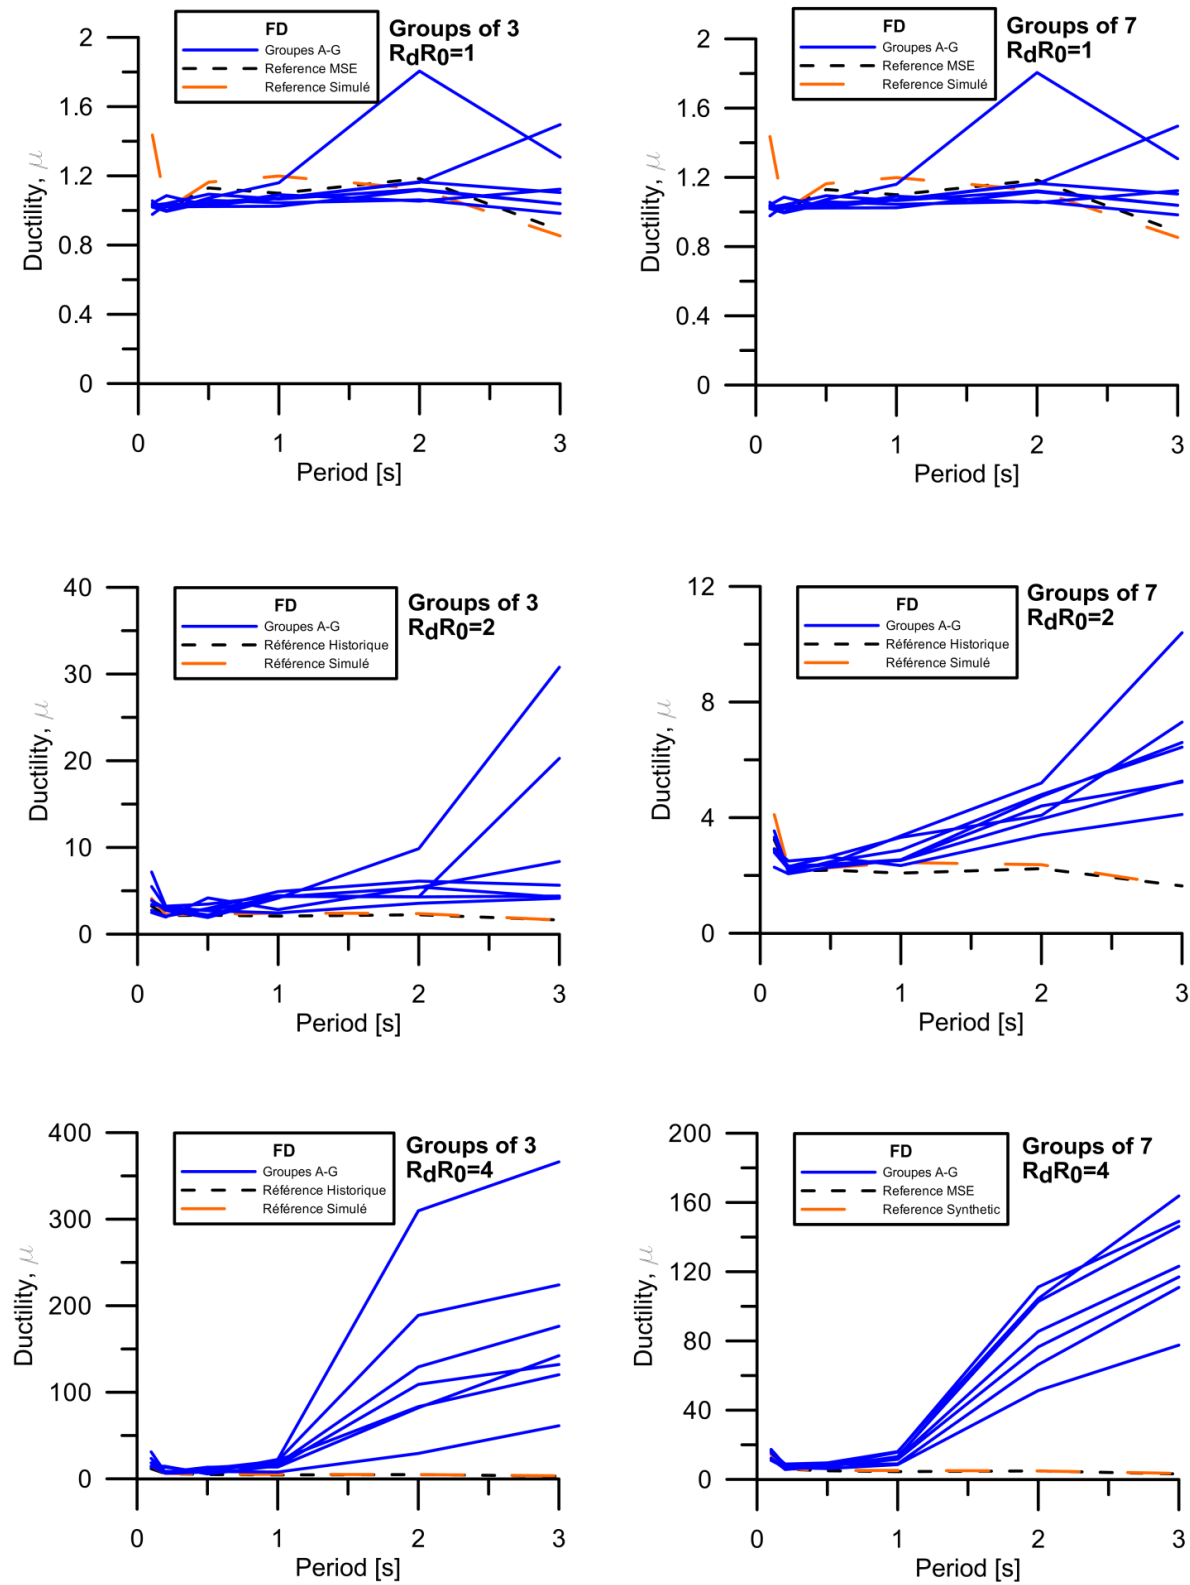 FD
Groupes A-G
Reference MSE
Reference Simulé
Groups of 3
RdR0=1
2
1.6
1.2
0.8
0.4
0
Ductility, μ
0 1 2 3
Period [s]
FD
Groupes A-G
Reference MSE
Reference Simulé
Groups of 7
RdR0=1
2
1.6
1.2
0.8
0.4
0
Ductility, μ
0 1 2 3
Period [s]
FD
Groupes A-G
Référence Historique
Référence Simulé
Groups of 3
RdR0=2
40
30
20
10
0
Ductility, μ
0 1 2 3
Period [s]
FD
Groupes A-G
Référence Historique
Référence Simulé
Groups of 7
RdR0=2
12
8
4
0
Ductility, μ
0 1 2 3
Period [s]
FD
Groupes A-G
Référence Historique
Référence Simulé
Groups of 3
RdR0=4
400
300
200
100
0
Ductility, μ
0 1 2 3
Period [s]
FD
Groupes A-G
Reference MSE
Reference Synthetic
Groups of 7
RdR0=4
200
160
120
80
40
0
Ductility, μ
0 1 2 3
Period [s]